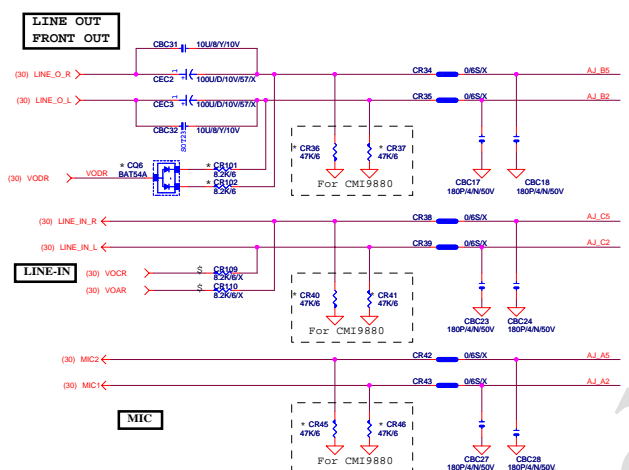 LINE OUT
FRONT OUT
CBC31 10U/8/Y/10V
(30) LINE_O_R CEC2 1 + 100U/D/10V/57/X CR34 0/6S/X AJ_B5
(30) LINE_O_L CEC3 1 + 100U/D/10V/57/X CR35 0/6S/X AJ_B2
CBC32 10U/8/Y/10V
SOT23
* CR36 47K/6 * CR37 47K/6
For CMI9880
* CQ6 BAT54A
* CR101 8.2K/6
* CR102 8.2K/6
(30) VODR VODR
CBC17 180P/4/N/50V
CBC18 180P/4/N/50V
(30) LINE_IN_R CR38 0/6S/X AJ_C5
(30) LINE_IN_L CR39 0/6S/X AJ_C2
LINE-IN
(30) VOCR $ CR109 8.2K/6/X
(30) VOAR $ CR110 8.2K/6/X
* CR40 47K/6 * CR41 47K/6
For CMI9880
CBC23 180P/4/N/50V
CBC24 180P/4/N/50V
(30) MIC2 CR42 0/6S/X AJ_A5
(30) MIC1 CR43 0/6S/X AJ_A2
MIC
* CR45 47K/6 * CR46 47K/6
For CMI9880
CBC27 180P/4/N/50V
CBC28 180P/4/N/50V